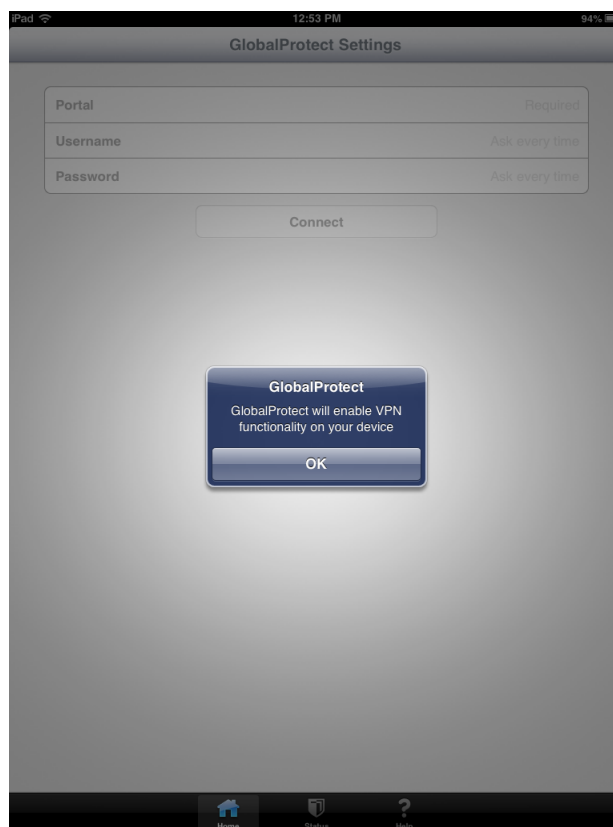 iPad 12:53 PM 94%
GlobalProtect Settings
Portal Required
Username Ask every time
Password Ask every time
Connect
GlobalProtect
GlobalProtect will enable VPN
functionality on your device
OK
Home Status Help